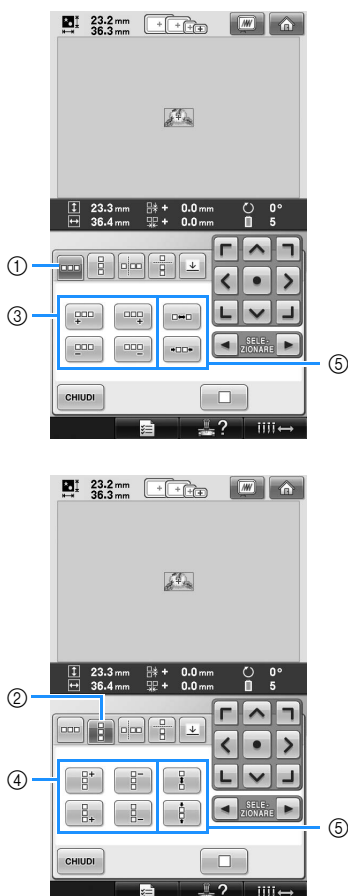 23.2 mm
36.3 mm
23.3 mm + 0.0 mm 0°
36.4 mm + 0.0 mm 5
①
③
SELE-
ZIONARE
⑤
CHIUDI
?
23.2 mm
36.3 mm
23.3 mm + 0.0 mm 0°
36.4 mm + 0.0 mm 5
②
④
SELE-
ZIONARE
⑤
CHIUDI
?